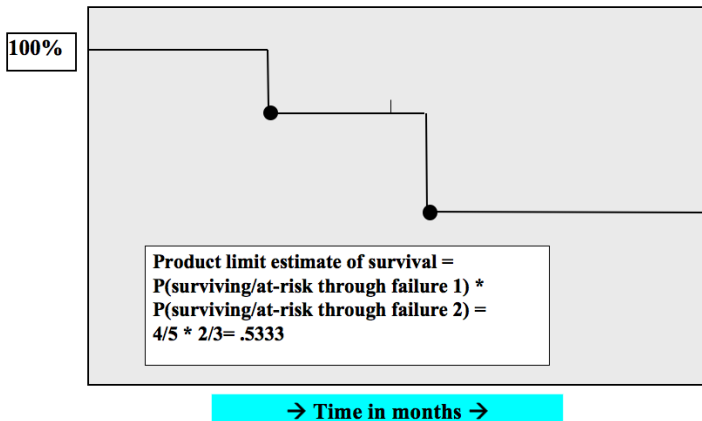 100%
Product limit estimate of survival =
P(surviving/at-risk through failure 1) *
P(surviving/at-risk through failure 2) =
4/5 * 2/3= .5333
→ Time in months →